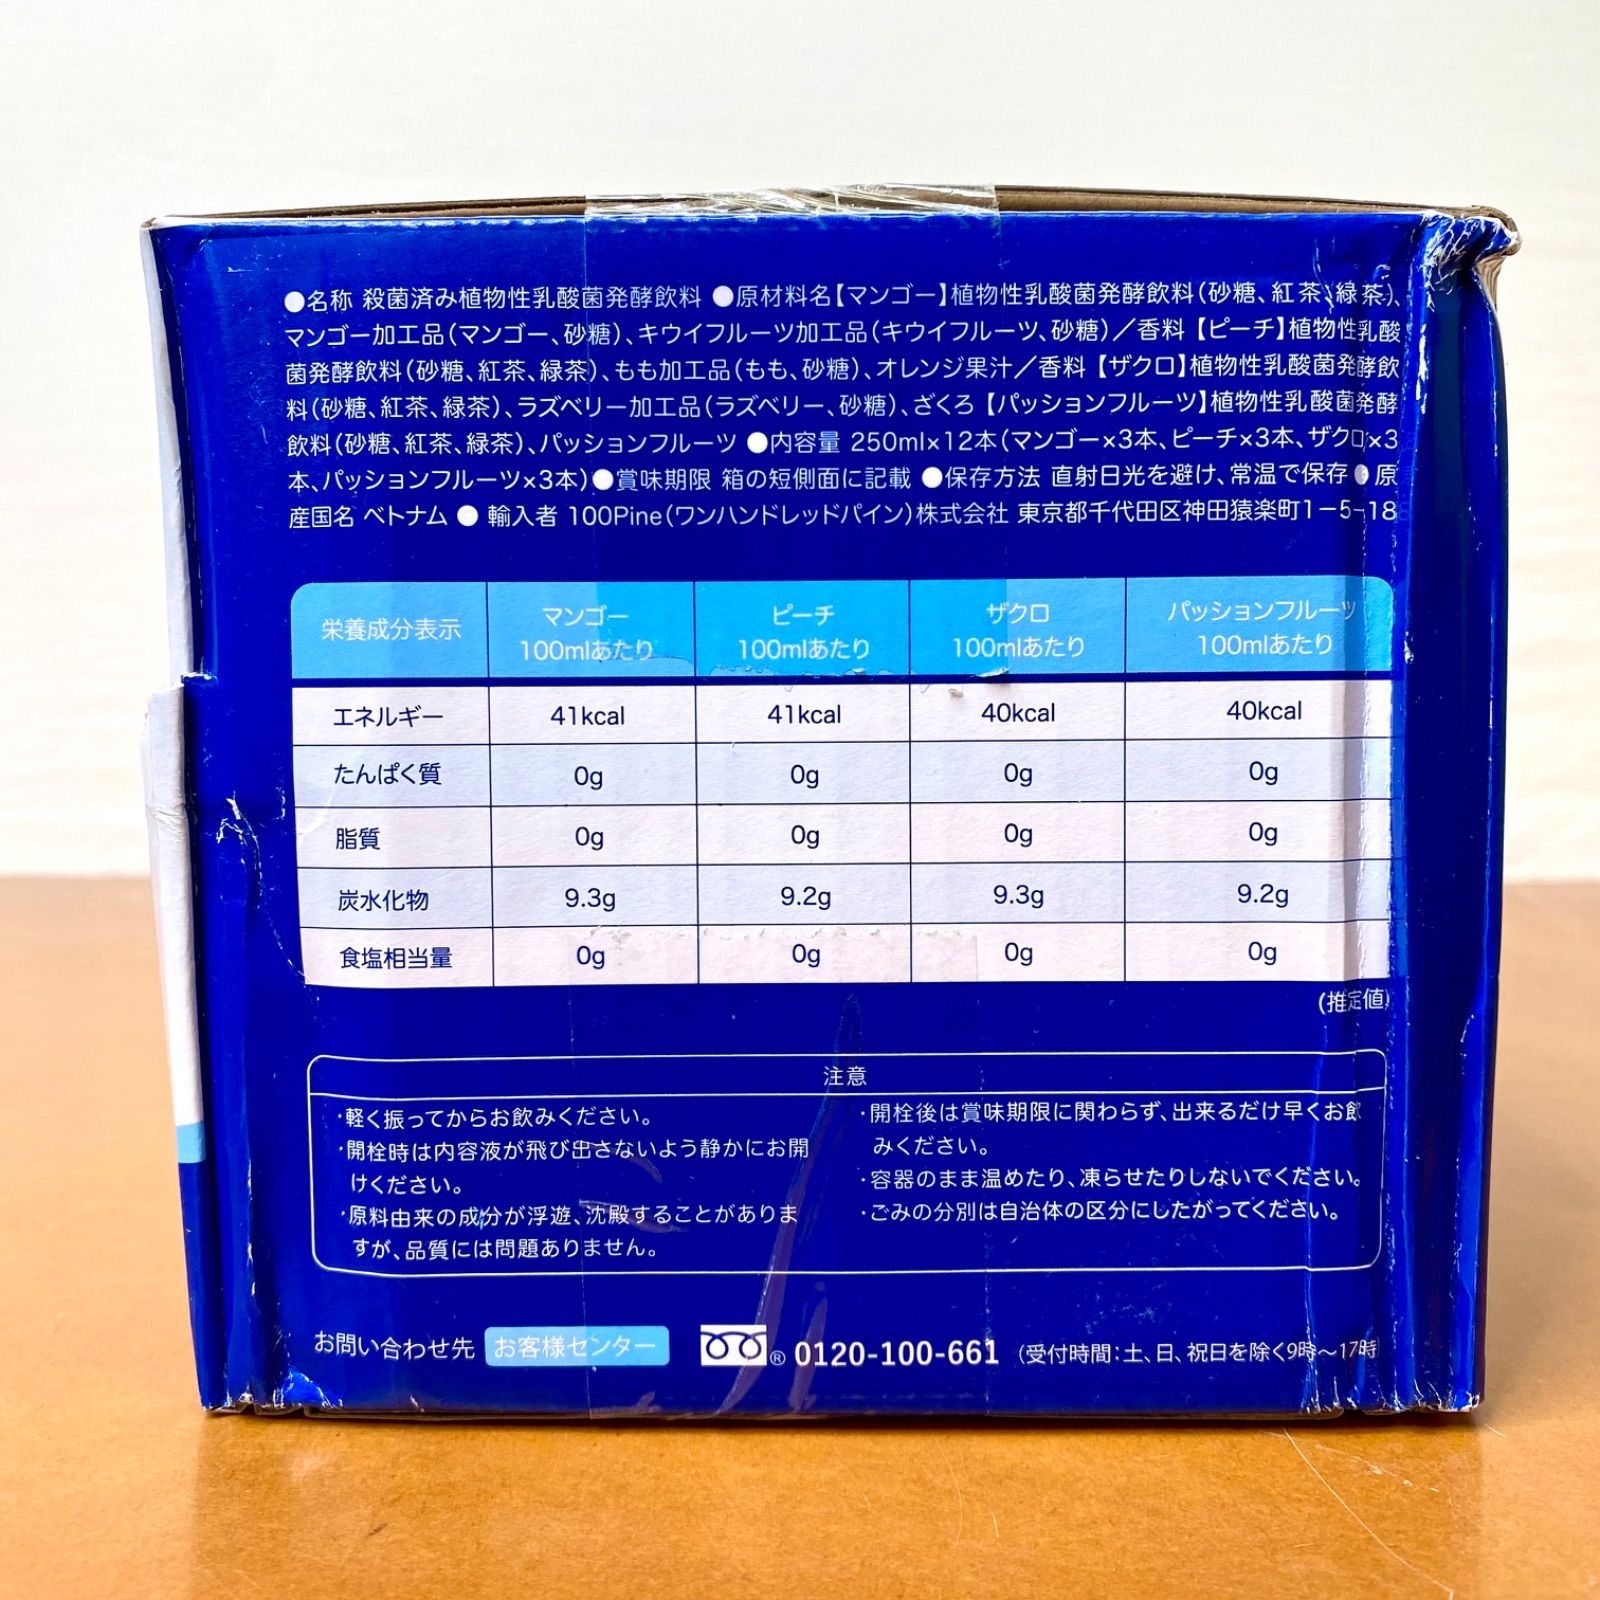 ●名称 殺菌済み植物性乳酸菌発酵飲料 ●原材料名【マンゴー】植物性乳酸菌発酵飲料(砂糖、紅茶、緑茶)、
マンゴー加工品(マンゴー、砂糖)、キウイフルーツ加工品(キウイフルーツ、砂糖)/香料【ピーチ】植物性乳酸
菌発酵飲料(砂糖、紅茶、緑茶)、もも加工品(もも、砂糖)、オレンジ果汁/香料【ザクロ】植物性乳酸菌発酵飲
料(砂糖、紅茶、緑茶)、ラズベリー加工品(ラズベリー、砂糖)、ざくろ【パッションフルーツ】植物性乳酸菌発酵
飲料(砂糖、紅茶、緑茶)、パッションフルーツ ●内容量 250ml×12本(マンゴー×3本、ピーチ×3本、ザクロ×3
本、パッションフルーツ×3本)●賞味期限 箱の短側面に記載 ●保存方法 直射日光を避け、常温で保存 ●原
産国名 ベトナム ● 輸入者 100Pine(ワンハンドレッドパイン)株式会社 東京都千代田区神田猿楽町1-5-18
栄養成分表示 マンゴー 100mlあたり ピーチ 100mlあたり ザクロ 100mlあたり パッションフルーツ 100mlあたり
エネルギー 41kcal 41kcal 40kcal 40kcal
たんぱく質 0g 0g 0g 0g
脂質 0g 0g 0g 0g
炭水化物 9.3g 9.2g 9.3g 9.2g
食塩相当量 0g 0g 0g 0g
(推定値)
注意
・軽く振ってからお飲みください。
・開栓時は内容液が飛び出さないよう静かにお開
けください。
・原料由来の成分が浮遊、沈殿することがありま
すが、品質には問題ありません。
・開栓後は賞味期限に関わらず、出来るだけ早くお飲
みください。
・容器のまま温めたり、凍らせたりしないでください。
・ごみの分別は自治体の区分にしたがってください。
お問い合わせ先 お客様センター ® 0120-100-661 (受付時間:土、日、祝日を除く9時〜17時